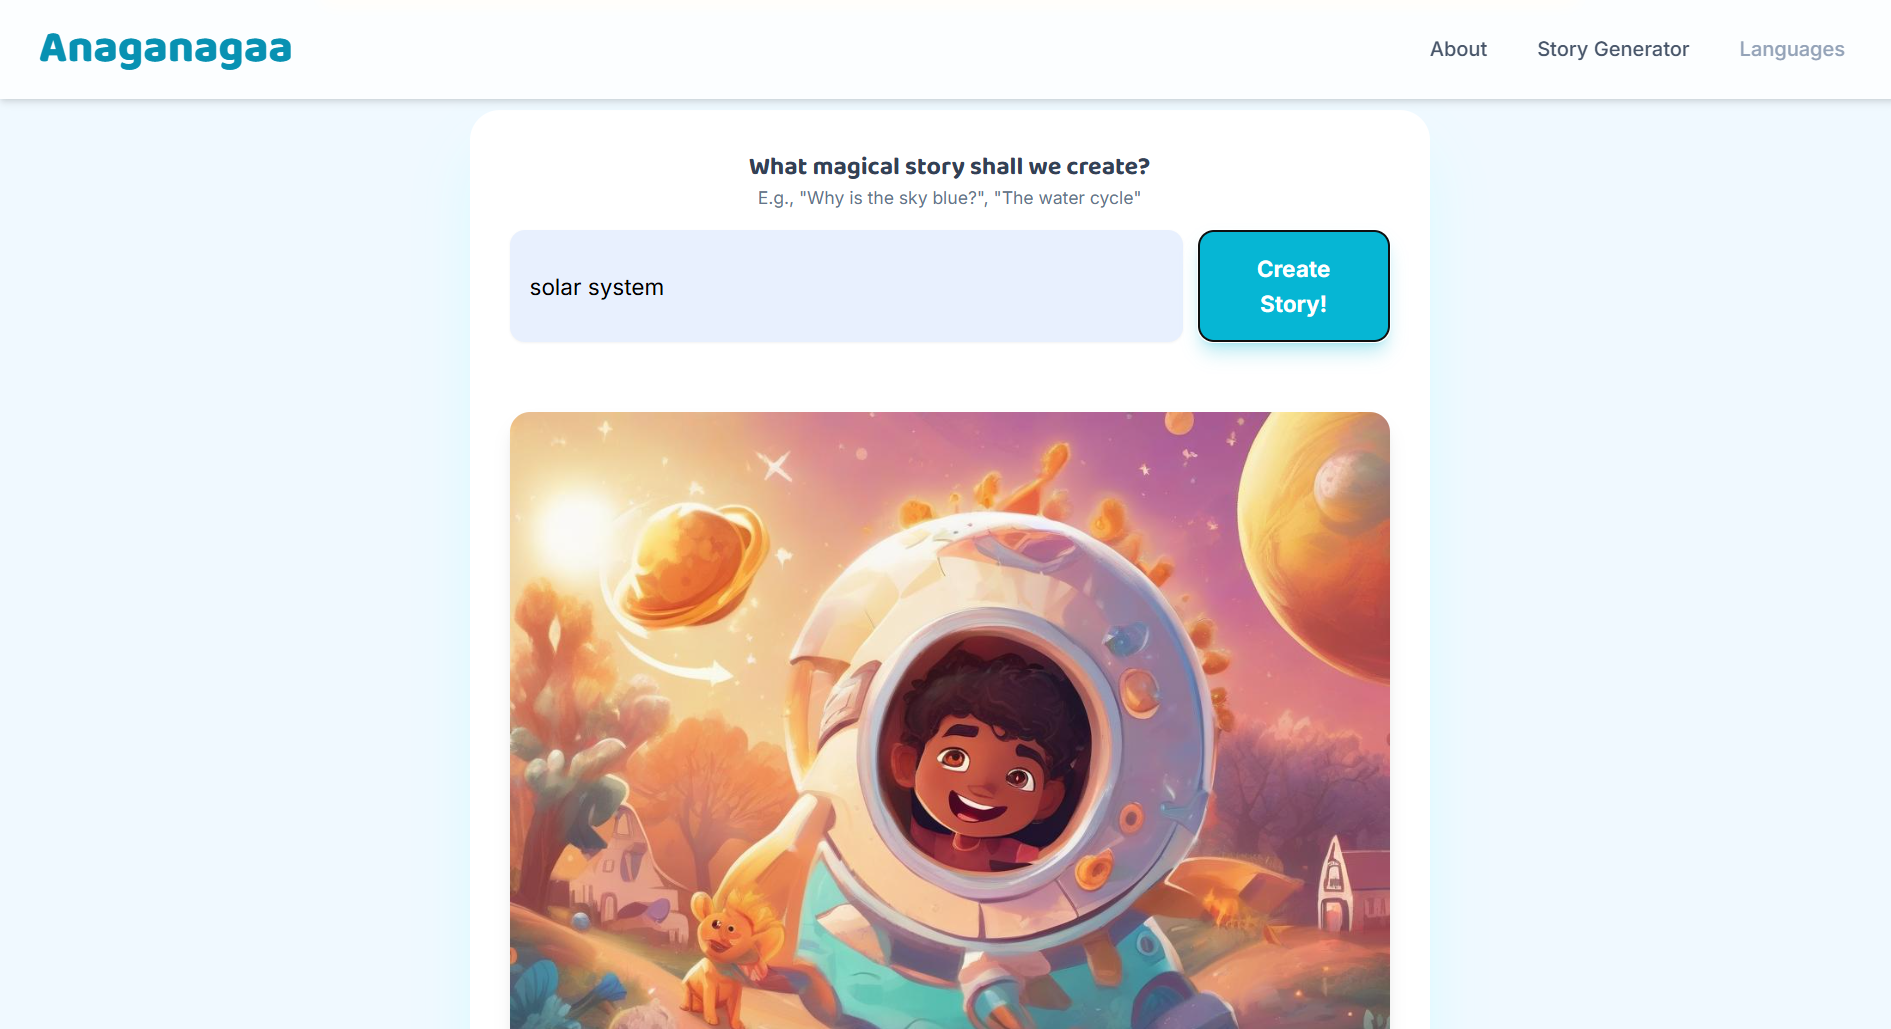 Anaganagaa
About
Story Generator
Languages
What magical story shall we create?
E.g., "Why is the sky blue?", "The water cycle"
solar system
Create
Story!